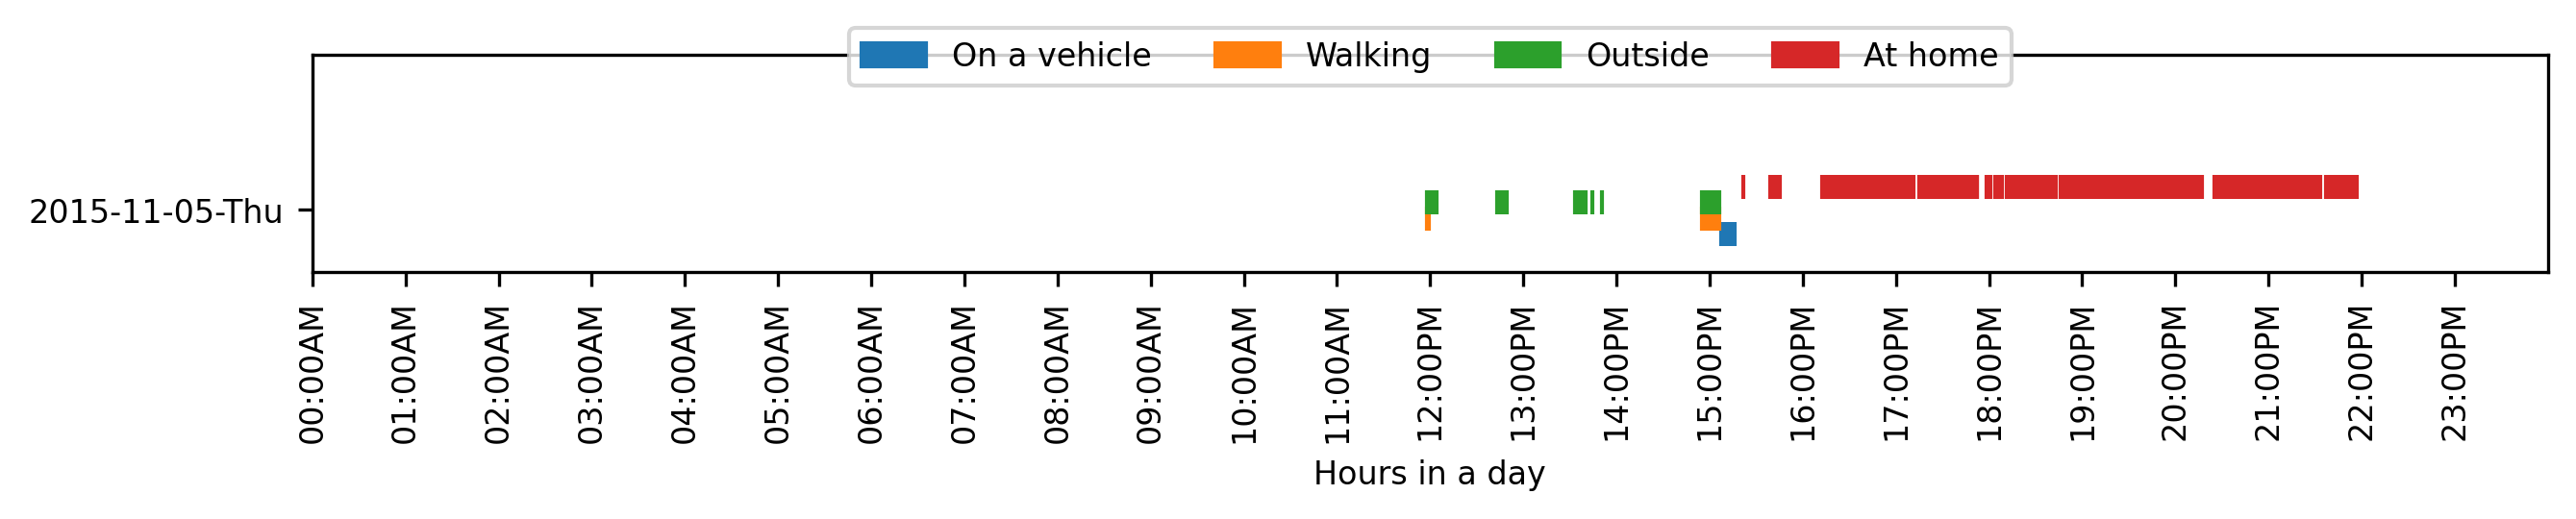 On a vehicle Walking Outside At home
2015-11-05-Thu
00:00AM 01:00AM 02:00AM 03:00AM 04:00AM 05:00AM 06:00AM 07:00AM 08:00AM 09:00AM 10:00AM 11:00AM 12:00PM 13:00PM 14:00PM 15:00PM 16:00PM 17:00PM 18:00PM 19:00PM 20:00PM 21:00PM 22:00PM 23:00PM
Hours in a day